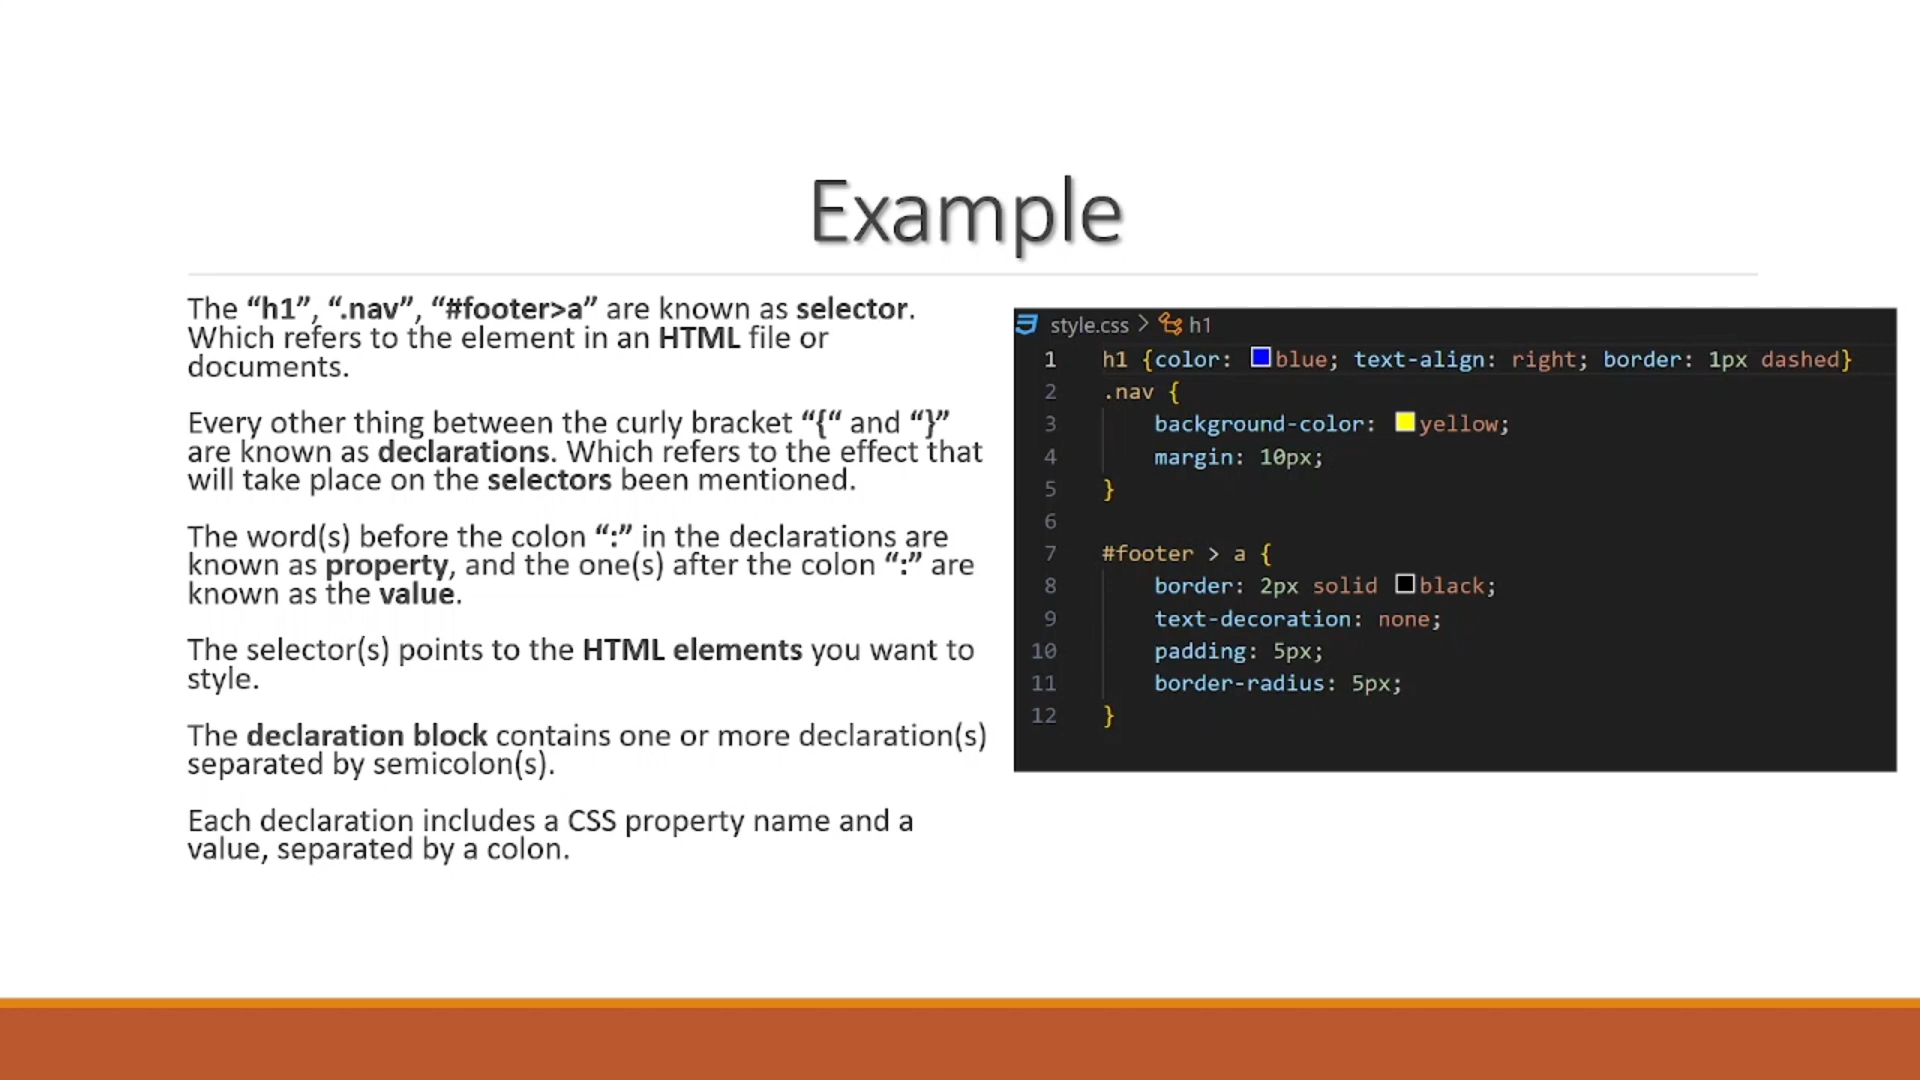 Example
The “h1”, “.nav”, “#footer>a” are known as selector.
Which refers to the element in an HTML file or
documents.
Every other thing between the curly bracket “{“ and “}”
are known as declarations. Which refers to the effect that
will take place on the selectors been mentioned.
The word(s) before the colon “:” in the declarations are
known as property, and the one(s) after the colon “:” are
known as the value.
The selector(s) points to the HTML elements you want to
style.
The declaration block contains one or more declaration(s)
separated by semicolon(s).
Each declaration includes a CSS property name and a
value, separated by a colon.
style.css > h1
1 h1 {color: blue; text-align: right; border: 1px dashed}
2 .nav {
3 background-color: yellow;
4 margin: 10px;
5 }
6
7 #footer > a {
8 border: 2px solid black;
9 text-decoration: none;
10 padding: 5px;
11 border-radius: 5px;
12 }